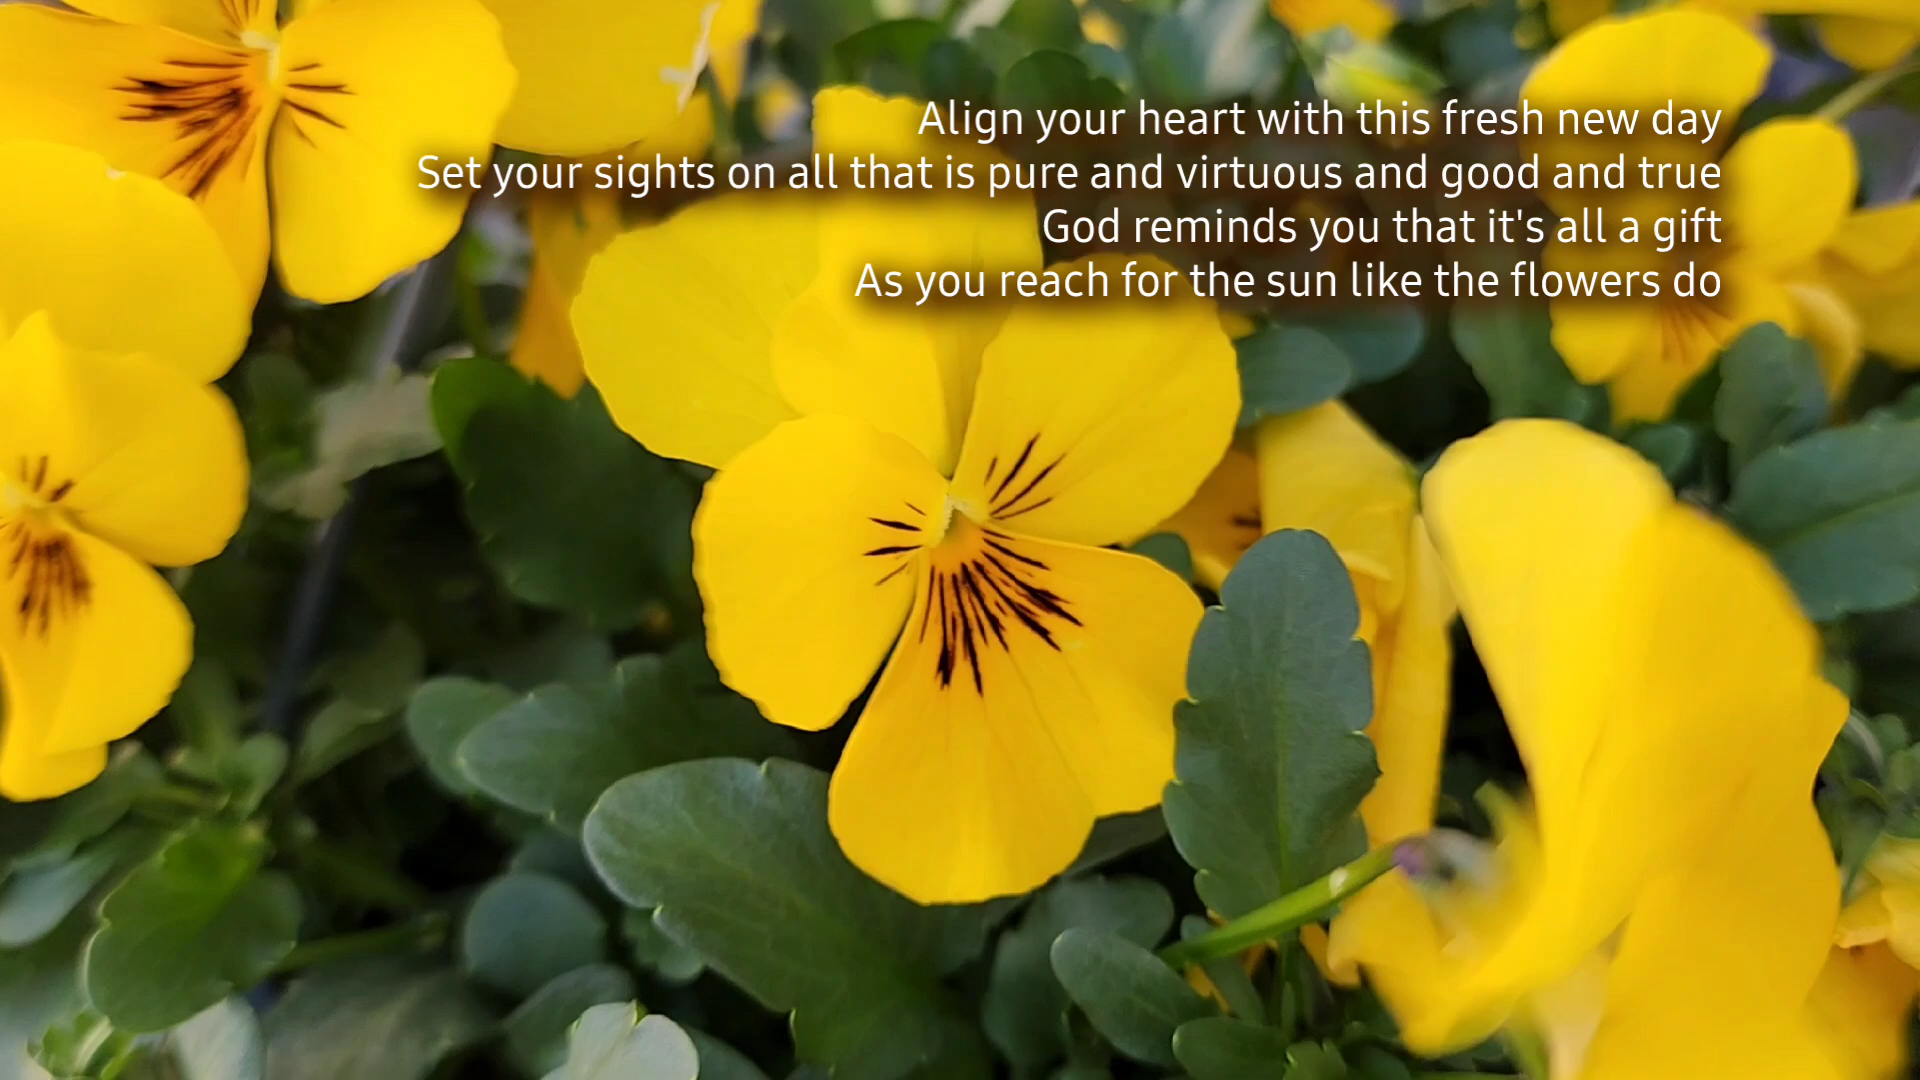 Align your heart with this fresh new day
Set your sights on all that is pure and virtuous and good and true
God reminds you that it's all a gift
As you reach for the sun like the flowers do